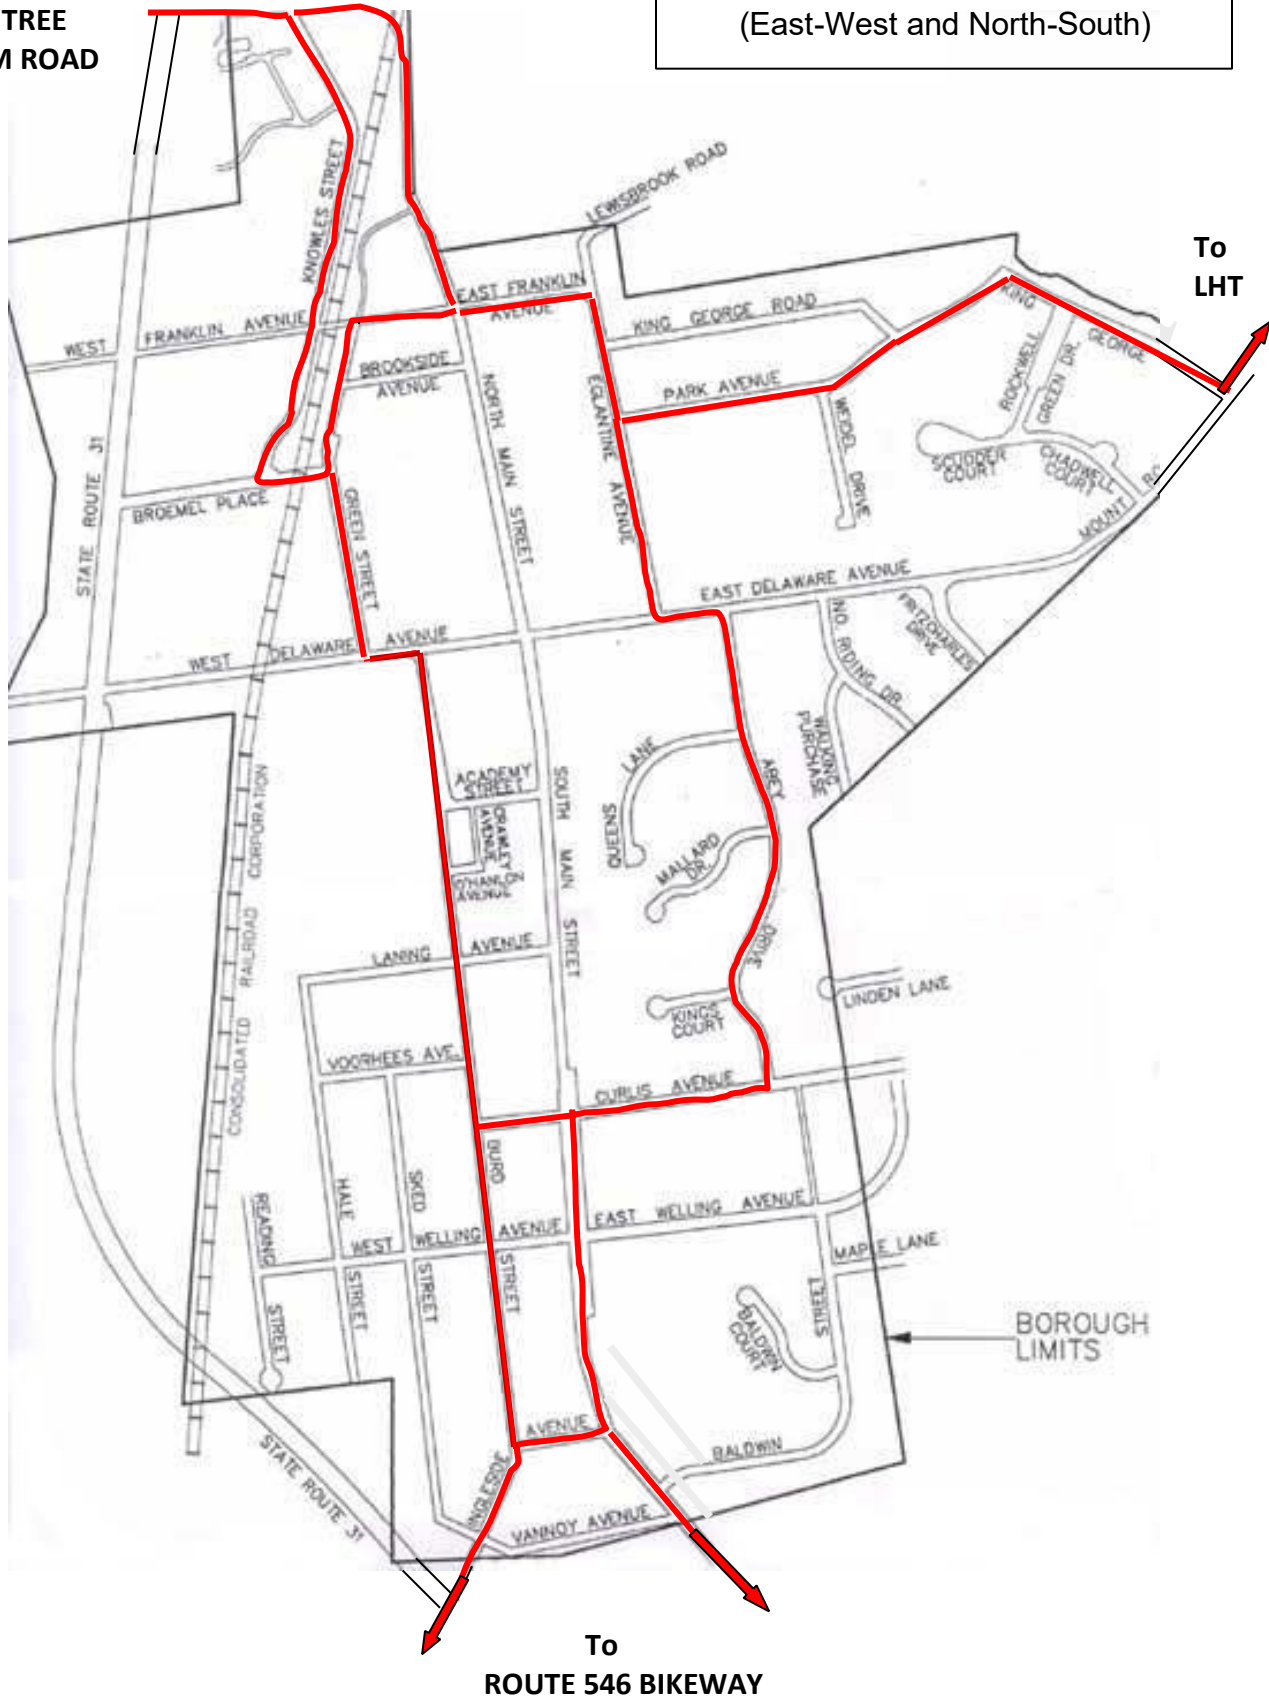 TREE
M ROAD
(East-West and North-South)
LEWISBROOK ROAD
To
LHT
KNOWLES STREET
EAST FRANKLIN
AVENUE
KING GEORGE ROAD
KING
GEORGE
WEST
FRANKLIN AVENUE
BROOKSIDE
AVENUE
PARK AVENUE
ROCKWELL
GREEN DR.
STATE ROUTE 31
NORTH MAIN STREET
EGLANTINE AVENUE
WEIDEL DRIVE
SCUDDER
COURT
CHADWELL
COURT
MOUNT
BROEMEL PLACE
GREEN STREET
EAST DELAWARE AVENUE
WEST DELAWARE AVENUE
NO. RIDING DR.
FRITZCHARLES
DRIVE
WALKING
PURCHASE
QUEENS LANE
ABEY
DRIVE
ACADEMY
STREET
CRAWLEY
AVENUE
O'HANLON
AVENUE
SOUTH MAIN STREET
MALLARD
DR.
CONSOLIDATED RAILROAD CORPORATION
LANING AVENUE
LINDEN LANE
KINGS
COURT
VOORHEES AVE.
CURLIS AVENUE
BURD
STREET
HALE
STREET
SKED
STREET
READING
STREET
WEST WELLING AVENUE
EAST WELLING AVENUE
MAPLE LANE
STREET
BALDWIN
COURT
BOROUGH
LIMITS
STATE ROUTE 31
INGLESIDE
AVENUE
BALDWIN
VANNOY AVENUE
To
ROUTE 546 BIKEWAY